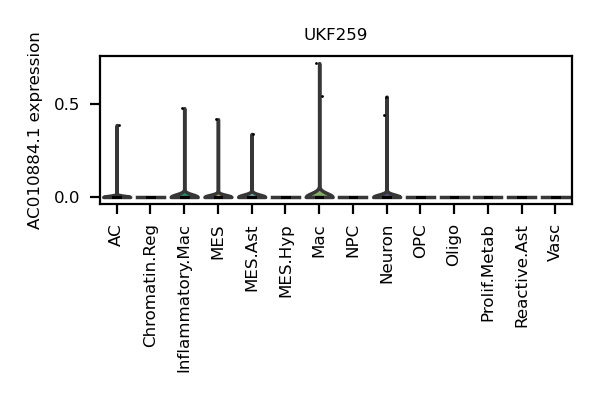 UKF259
AC010884.1 expression
0.5
0.0
AC
Chromatin.Reg
Inflammatory.Mac
MES
MES.Ast
MES.Hyp
Mac
NPC
Neuron
OPC
Oligo
Prolif.Metab
Reactive.Ast
Vasc